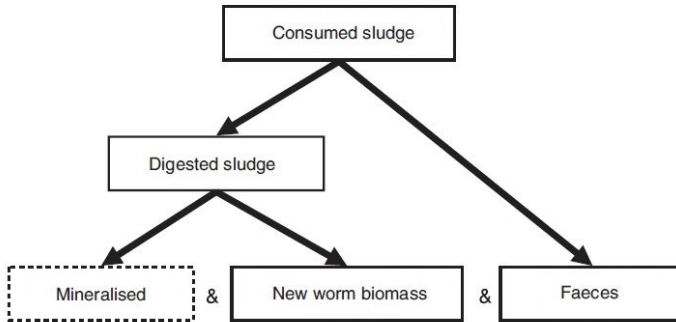 Consumed sludge
Digested sludge
Mineralised & New worm biomass & Faeces